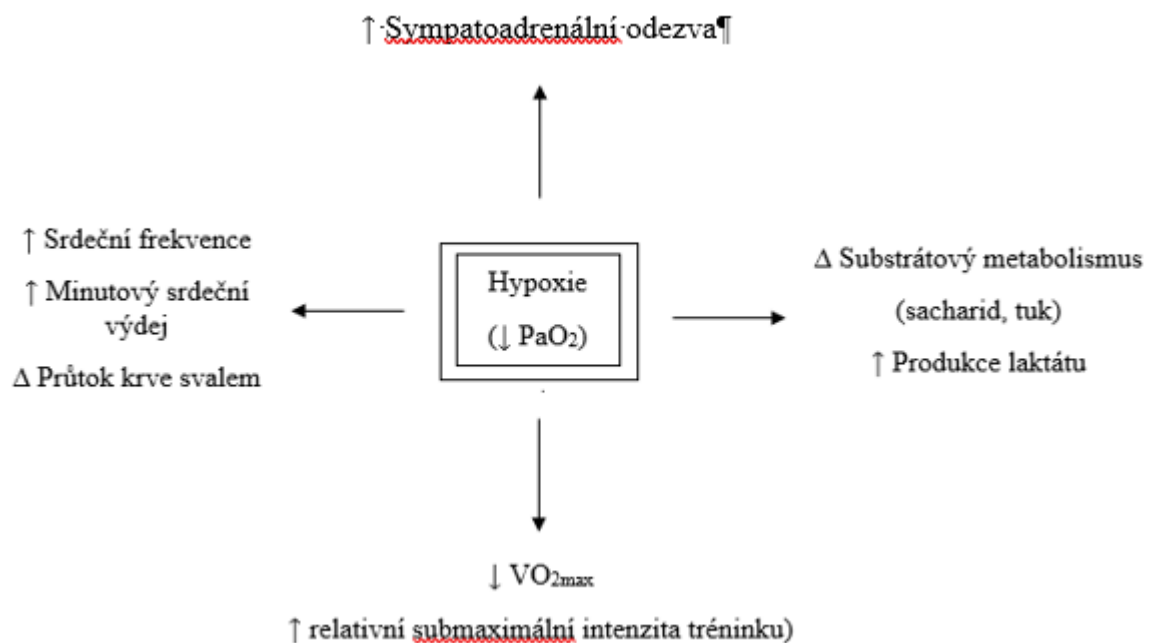 ↑·Sympatoadrenální·odezva¶
↑ Srdeční frekvence
↑ Minutový srdeční
výdej
Δ Průtok krve svalem
Hypoxie
(↓ PaO2)
Δ Substrátový metabolismus
(sacharid, tuk)
↑ Produkce laktátu
↓ VO2max
↑ relativní submaximální intenzita tréninku)